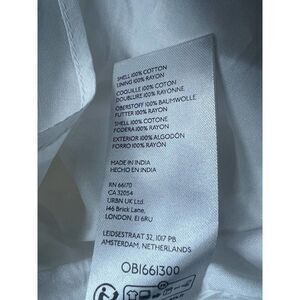 SHELL 100% COTTON
LINING 100% RAYON
COQUILLE 100% COTON
DOUBLURE 100% RAYONNE
OBERSTOFF 100% BAUMWOLLE
FUTTER 100% RAYON
SHELL 100% COTONE
FODERA 100% RAYON
EXTERIOR 100% ALGODÓN
FORRO 100% RAYÓN
MADE IN INDIA
HECHO EN INDIA
RN 66170
CA 32054
URBN UK Ltd.
146 Brick Lane,
LONDON, E1 6RU
LEIDSESTRAAT 32, 1017 PB
AMSTERDAM, NETHERLANDS.
OB1661300